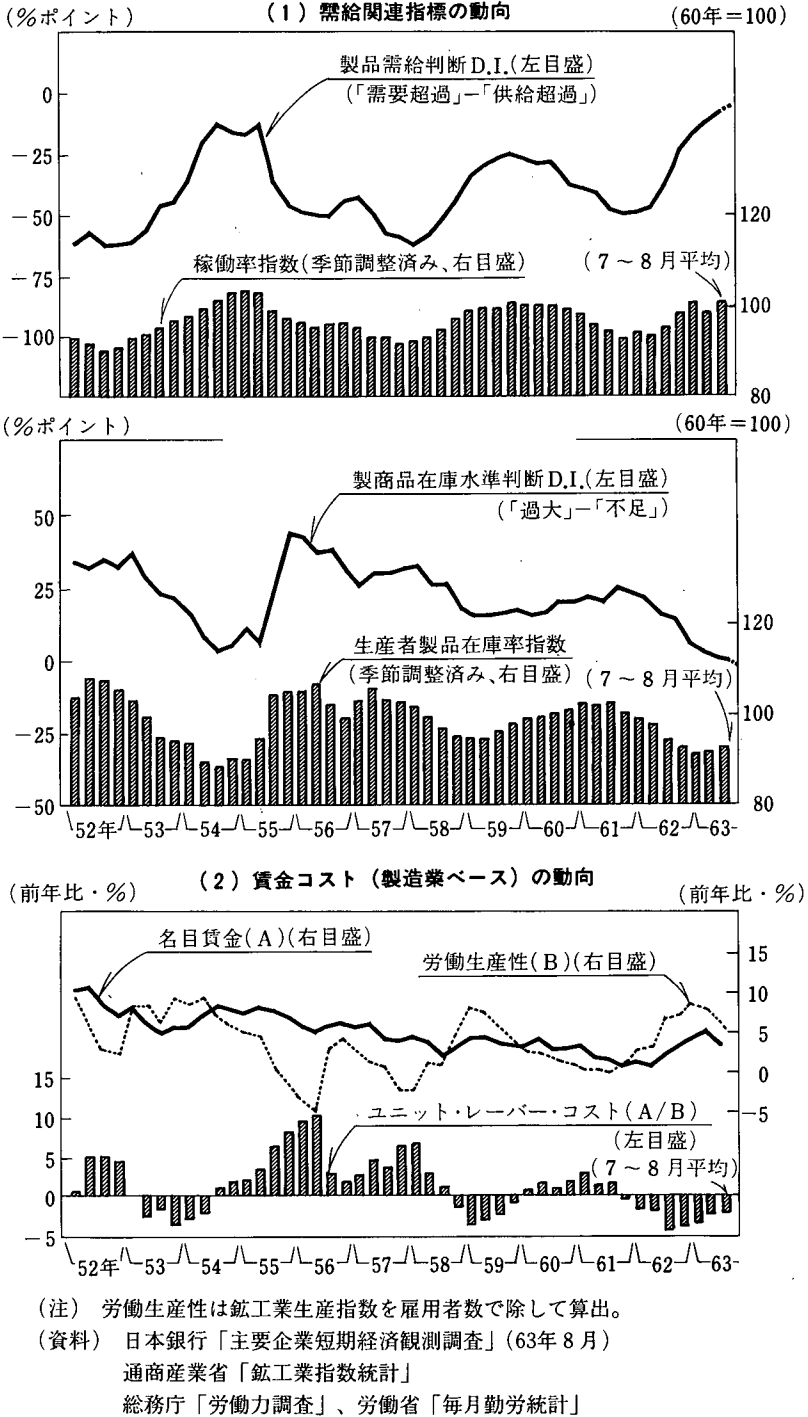 (1) 需給関連指標の動向
(%ポイント) (60年=100)
製品需給判断D.I.(左目盛)
(「需要超過」-「供給超過」)
0
-25
-50
120
-75
稼働率指数(季節調整済み、右目盛)
(7~8月平均)
100
-100
80
(%ポイント) (60年=100)
製商品在庫水準判断D.I.(左目盛)
(「過大」-「不足」)
50
25
120
生産者製品在庫率指数
0
(季節調整済み、右目盛)
(7~8月平均)
100
-25
-50
80
52年 53 54 55 56 57 58 59 60 61 62 63
(2) 賃金コスト (製造業ベース) の動向
(前年比・%) (前年比・%)
名目賃金(A)(右目盛)
15
労働生産性(B)(右目盛)
10
5
0
15
-5
ユニット・レーバー・コスト(A/B)
10
(左目盛)
5
(7~8月平均)
0
-5
52年 53 54 55 56 57 58 59 60 61 62 63
(注) 労働生産性は鉱工業生産指数を雇用者数で除して算出。
(資料) 日本銀行「主要企業短期経済観測調査」(63年8月)
通商産業省「鉱工業指数統計」
総務庁「労働力調査」、労働省「毎月勤労統計」